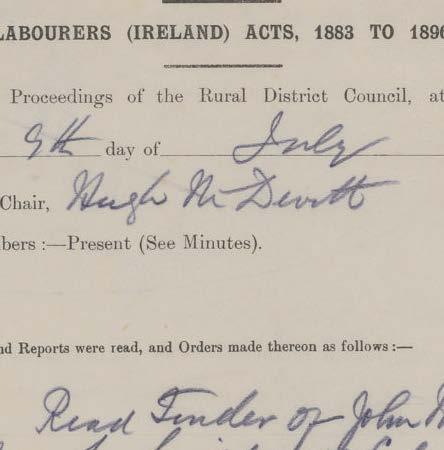 LABOURERS (IRELAND) ACTS, 1883 TO 1896
Proceedings of the Rural District Council, at
9th day of July
Chair, Hugh McDevitt
bers :—Present (See Minutes).
nd Reports were read, and Orders made thereon as follows :—
Read Tender of John M